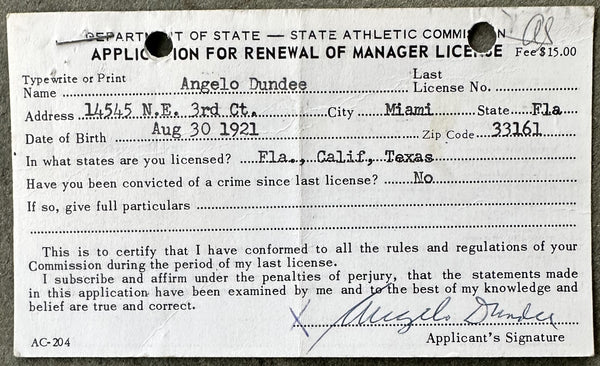 DEPARTMENT OF STATE — STATE ATHLETIC COMMISSION
APPLICATION FOR RENEWAL OF MANAGER LICENSE Fee $15.00
Typewrite or Print Last
Name Angelo Dundee License No.
Address 14545 N.E. 3rd Ct. City Miami State Fla
Date of Birth Aug 30 1921 Zip Code 33161
In what states are you licensed? Fla., Calif, Texas
Have you been convicted of a crime since last license? No
If so, give full particulars
This is to certify that I have conformed to all the rules and regulations of your
Commission during the period of my last license.
I subscribe and affirm under the penalties of perjury, that the statements made
in this application have been examined by me and to the best of my knowledge and
belief are true and correct.
X Angelo Dundee
AC-204 Applicant's Signature